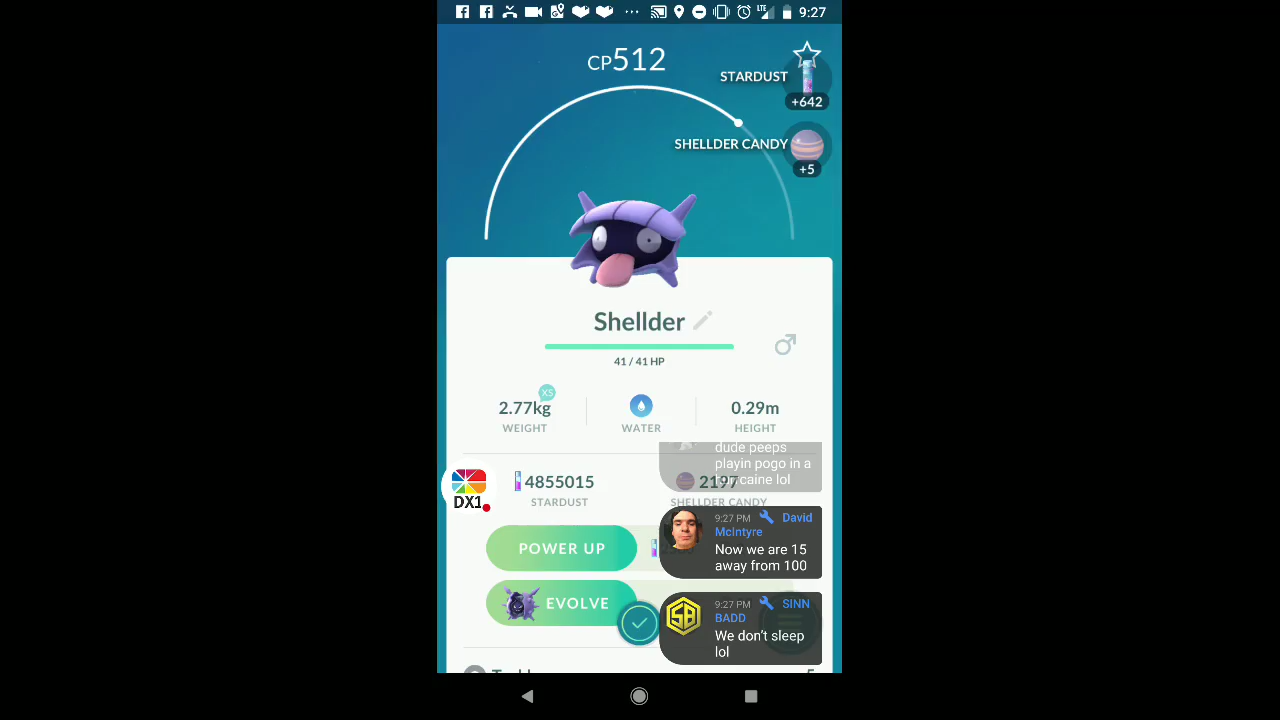 LTE 9:27
CP512
STARDUST
+642
SHELLDER CANDY
+5
Shellder
41 / 41 HP
XS
2.77kg
WEIGHT
WATER
0.29m
HEIGHT
dude peeps
playin pogo in a
lol
DX1
4855015
STARDUST
2197
SHELLDER CANDY
9:27 PM David
McIntyre
Now we are 15
away from 100
POWER UP
EVOLVE
SB
9:27 PM SINN
BADD
We don't sleep
lol
5